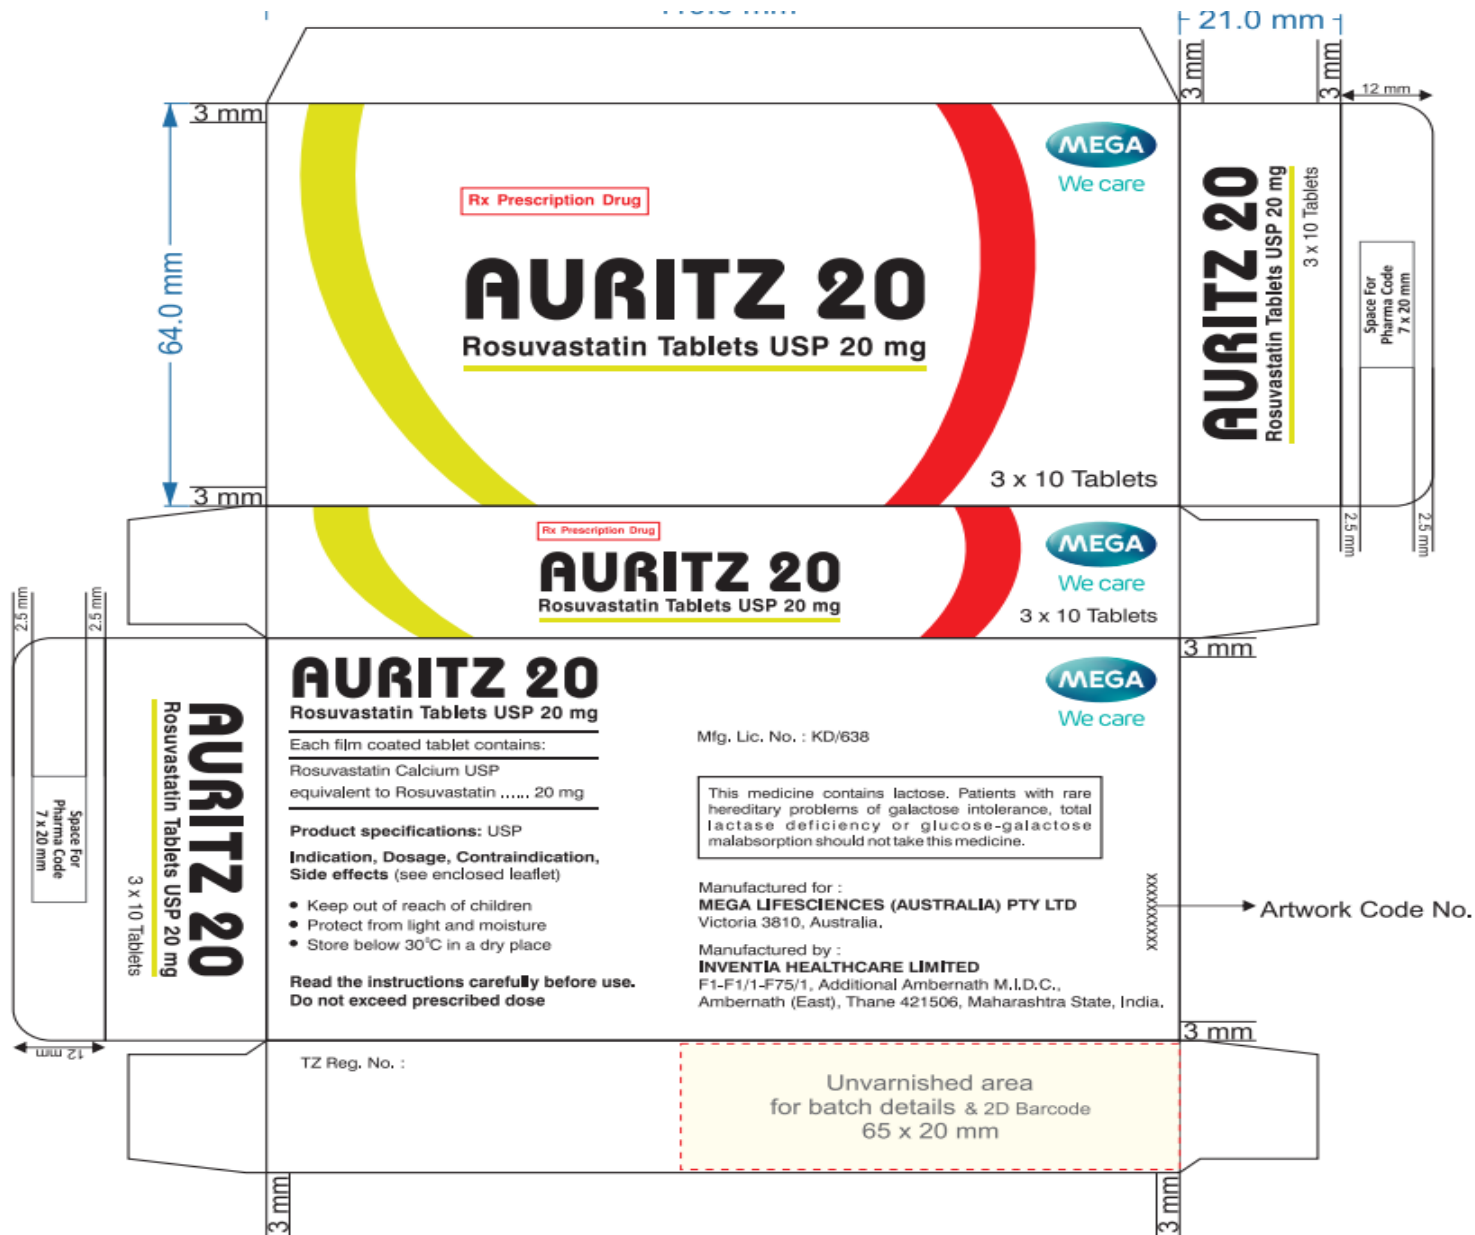 21.0 mm
3 mm
3 mm
3 mm
12 mm
64.0 mm
MEGA
We care
Rx Prescription Drug
AURITZ 20
Rosuvastatin Tablets USP 20 mg
3 x 10 Tablets
3 mm
AURITZ 20
Rosuvastatin Tablets USP 20 mg
3 x 10 Tablets
Space For
Pharma Code
7 x 20 mm
2.5 mm
2.5 mm
Rx Prescription Drug
AURITZ 20
Rosuvastatin Tablets USP 20 mg
MEGA
We care
3 x 10 Tablets
2.5 mm
2.5 mm
3 mm
AURITZ 20
Rosuvastatin Tablets USP 20 mg
3 x 10 Tablets
Space For
Pharma Code
7 x 20 mm
12 mm
AURITZ 20
Rosuvastatin Tablets USP 20 mg
Each film coated tablet contains:
Rosuvastatin Calcium USP
equivalent to Rosuvastatin ...... 20 mg
Product specifications: USP
Indication, Dosage, Contraindication,
Side effects (see enclosed leaflet)
• Keep out of reach of children
• Protect from light and moisture
• Store below 30°C in a dry place
Read the instructions carefully before use.
Do not exceed prescribed dose
MEGA
We care
Mfg. Lic. No. : KD/638
This medicine contains lactose. Patients with rare
hereditary problems of galactose intolerance, total
lactase deficiency or glucose-galactose
malabsorption should not take this medicine.
Manufactured for :
MEGA LIFESCIENCES (AUSTRALIA) PTY LTD
Victoria 3810, Australia.
Manufactured by :
INVENTIA HEALTHCARE LIMITED
F1-F1/1-F75/1, Additional Ambernath M.I.D.C.,
Ambernath (East), Thane 421506, Maharashtra State, India.
XXXXXXXXXX
Artwork Code No.
3 mm
TZ Reg. No. :
Unvarnished area
for batch details & 2D Barcode
65 x 20 mm
3 mm
3 mm